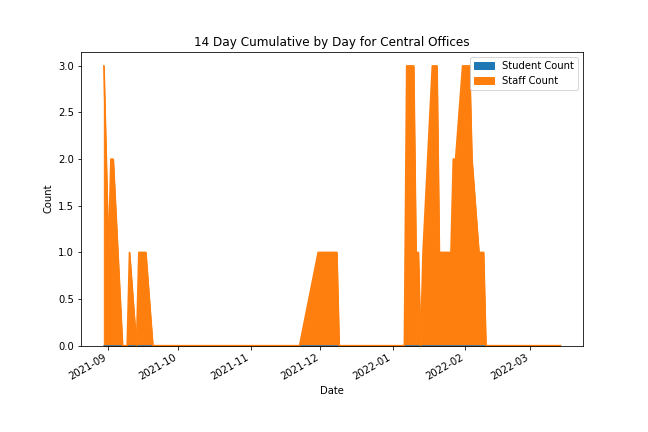 14 Day Cumulative by Day for Central Offices
Student Count
Staff Count
3.0
2.5
2.0
1.5
1.0
0.5
0.0
Count
2021-09
2021-10
2021-11
2021-12
2022-01
2022-02
2022-03
Date